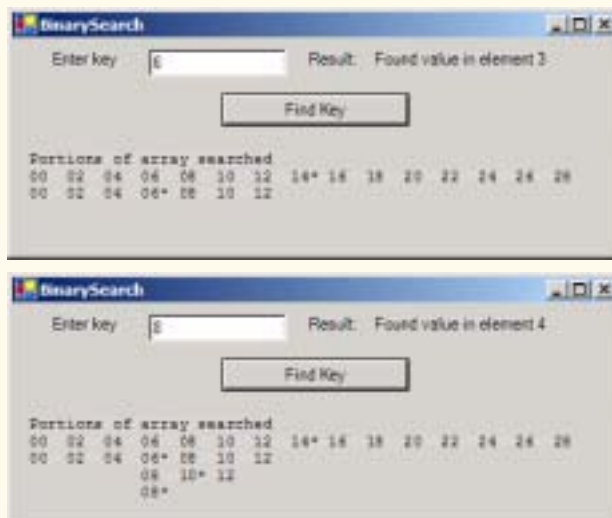 BinarySearch
Enter key 6 Result: Found value in element 3
Find Key
Portions of array searched
00 02 04 06 08 10 12 14* 16 18 20 22 24 26 28
00 02 04 06* 08 10 12
BinarySearch
Enter key 8 Result: Found value in element 4
Find Key
Portions of array searched
00 02 04 06 08 10 12 14* 16 18 20 22 24 26 28
00 02 04 06* 08 10 12
08 10* 12
08*